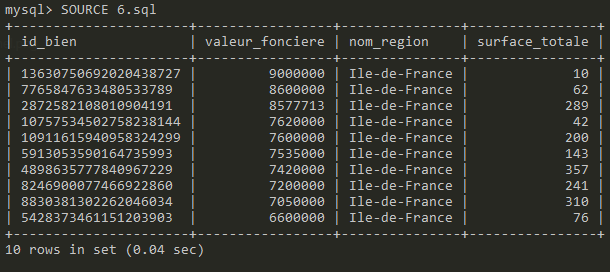 mysql> SOURCE 6.sql
+----------------------+-----------------+---------------+----------------+
| id_bien              | valeur_fonciere | nom_region    | surface_totale |
+----------------------+-----------------+---------------+----------------+
| 13630750692020438727 |         9000000 | Ile-de-France |             10 |
| 7765847633480533789  |         8600000 | Ile-de-France |             62 |
| 2872582108010904191  |         8577713 | Ile-de-France |            289 |
| 10757534502758238144 |         7620000 | Ile-de-France |             42 |
| 10911615940958324299 |         7600000 | Ile-de-France |            200 |
| 5913053590164735993  |         7535000 | Ile-de-France |            143 |
| 4898635777840967229  |         7420000 | Ile-de-France |            357 |
| 8246900077466922860  |         7200000 | Ile-de-France |            241 |
| 8830381302262046034  |         7050000 | Ile-de-France |            310 |
| 5428373461151203903  |         6600000 | Ile-de-France |             76 |
+----------------------+-----------------+---------------+----------------+
10 rows in set (0.04 sec)